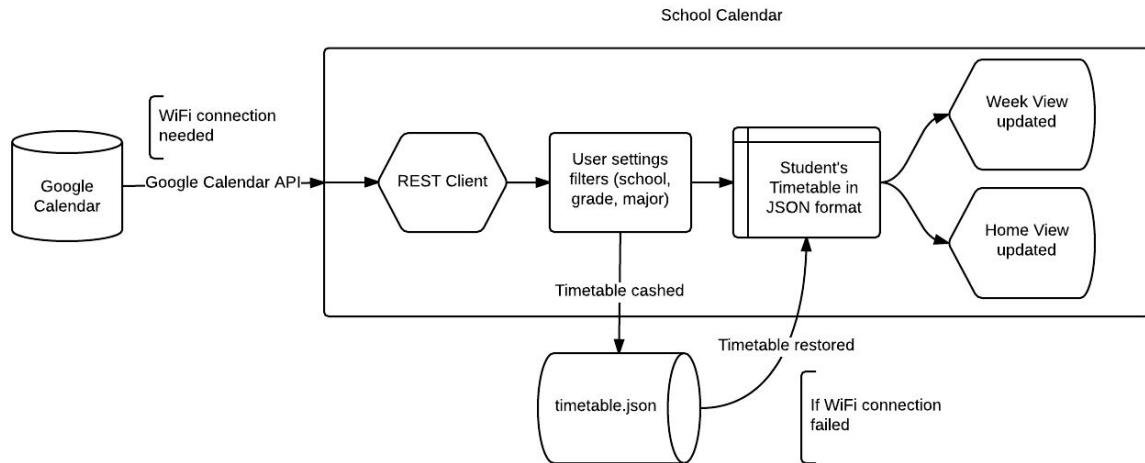 School Calendar
WiFi connection
needed
Google
Calendar
Google Calendar API
REST Client
User settings
filters (school,
grade, major)
Student's
Timetable in
JSON format
Week View
updated
Home View
updated
Timetable cashed
Timetable restored
timetable.json
If WiFi connection
failed